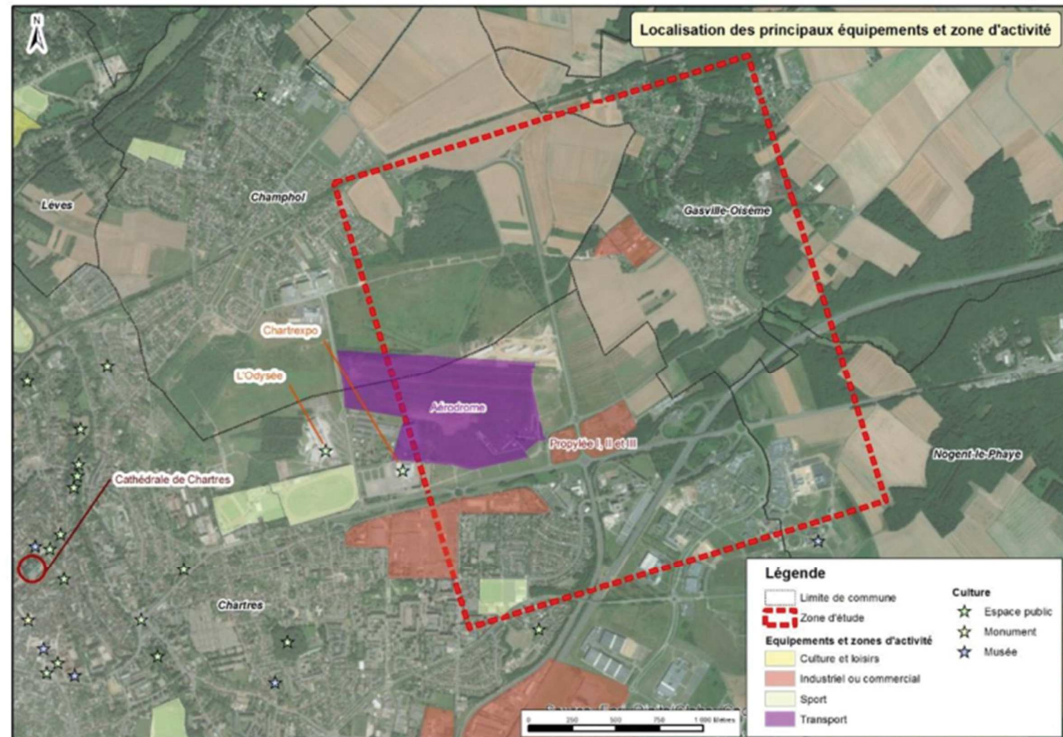 N
Localisation des principaux équipements et zone d'activité
Lèves
Champhol
Gasville-Oisème
Chartrexpo
L'Odysée
Aérodrome
Propylée I, II et III
Cathédrale de Chartres
Nogent-le-Phaye
Chartres
Légende
Limite de commune
Zone d'étude
Equipements et zones d'activité
Culture et loisirs
Industriel ou commercial
Sport
Transport
Culture
Espace public
Monument
Musée
0 250 500 750 1 000 Mètres